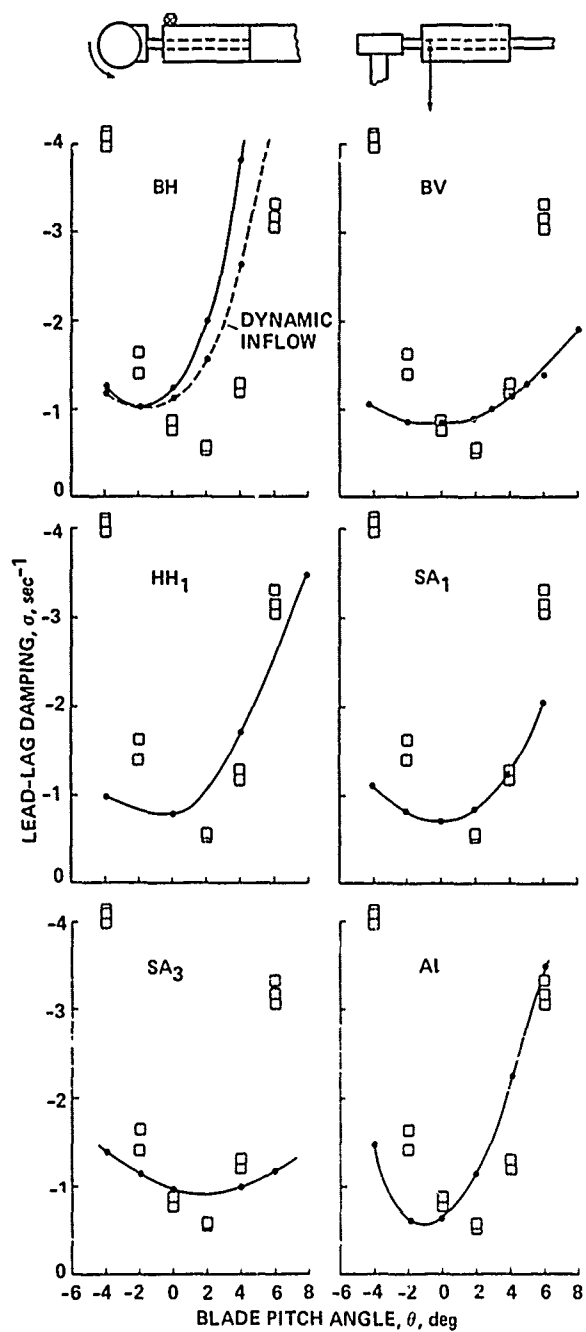 -4
-3
-2
-1
0
BH
DYNAMIC
INFLOW
BV
-4
-3
-2
-1
0
HH1
SA1
LEAD-LAG DAMPING, σ, sec-1
-4
-3
-2
-1
0
SA3
AI
-6 -4 -2 0 2 4 6 8
-6 -4 -2 0 2 4 6 8
BLADE PITCH ANGLE, θ, deg